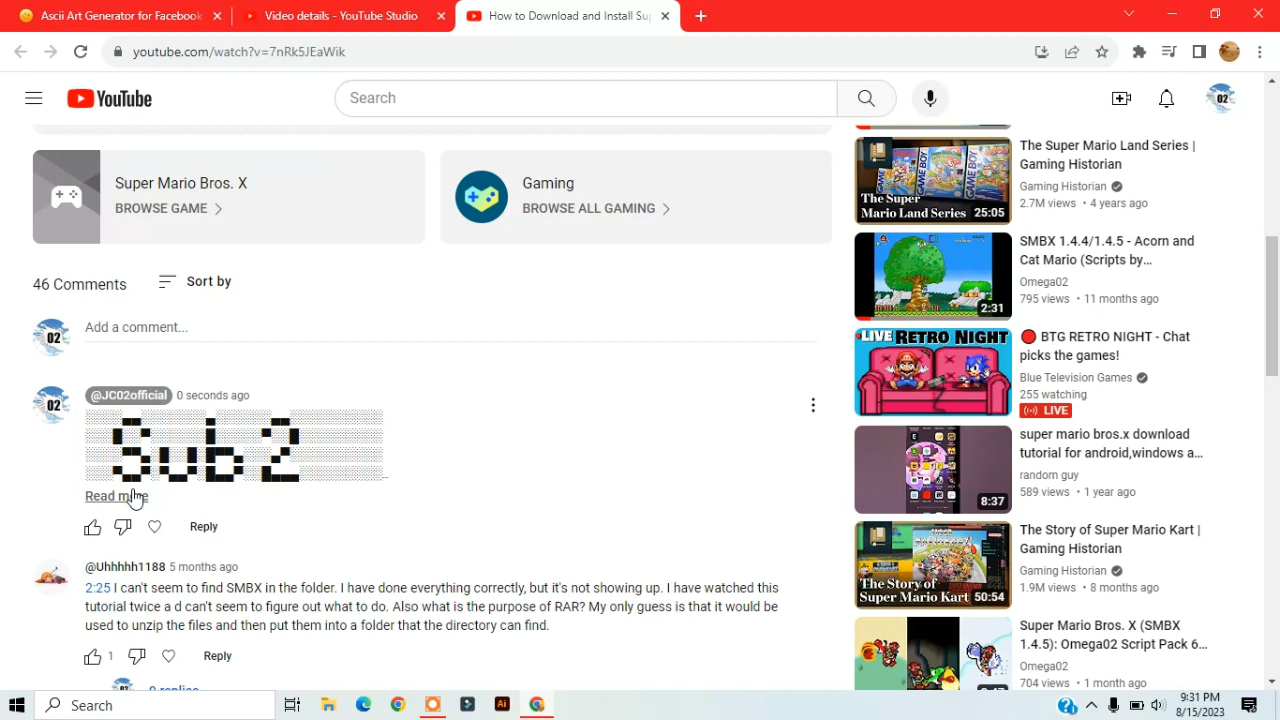 Ascii Art Generator for Facebook
Video details - YouTube Studio
How to Download and Install Sup
youtube.com/watch?v=7nRk5JEaWik
YouTube
Search
02
Super Mario Bros. X
BROWSE GAME
Gaming
BROWSE ALL GAMING
46 Comments
Sort by
02
Add a comment...
02
@JC02official 0 seconds ago
Sub 2
...
Read more
Reply
@Uhhhhh1188 5 months ago
2:25 I can't seem to find SMBX in the folder. I have done everything correctly, but it's not showing up. I have watched this
tutorial twice a d can't seem to figure out what to do. Also what is the purpose of RAR? My only guess is that it would be
used to unzip the files and then put them into a folder that the directory can find.
1
Reply
The Super
Mario Land Series
25:05
The Super Mario Land Series |
Gaming Historian
Gaming Historian
2.7M views • 4 years ago
2:31
SMBX 1.4.4/1.4.5 - Acorn and
Cat Mario (Scripts by...
Omega02
795 views • 11 months ago
LIVE RETRO NIGHT
BTG RETRO NIGHT - Chat
picks the games!
Blue Television Games
255 watching
LIVE
8:37
super mario bros.x download
tutorial for android,windows a...
random guy
589 views • 1 year ago
The Story of
Super Mario Kart
50:54
The Story of Super Mario Kart |
Gaming Historian
Gaming Historian
1.9M views • 8 months ago
Super Mario Bros. X (SMBX
1.4.5): Omega02 Script Pack 6...
Omega02
704 views • 1 month ago
Search
Ai
9:31 PM
8/15/2023